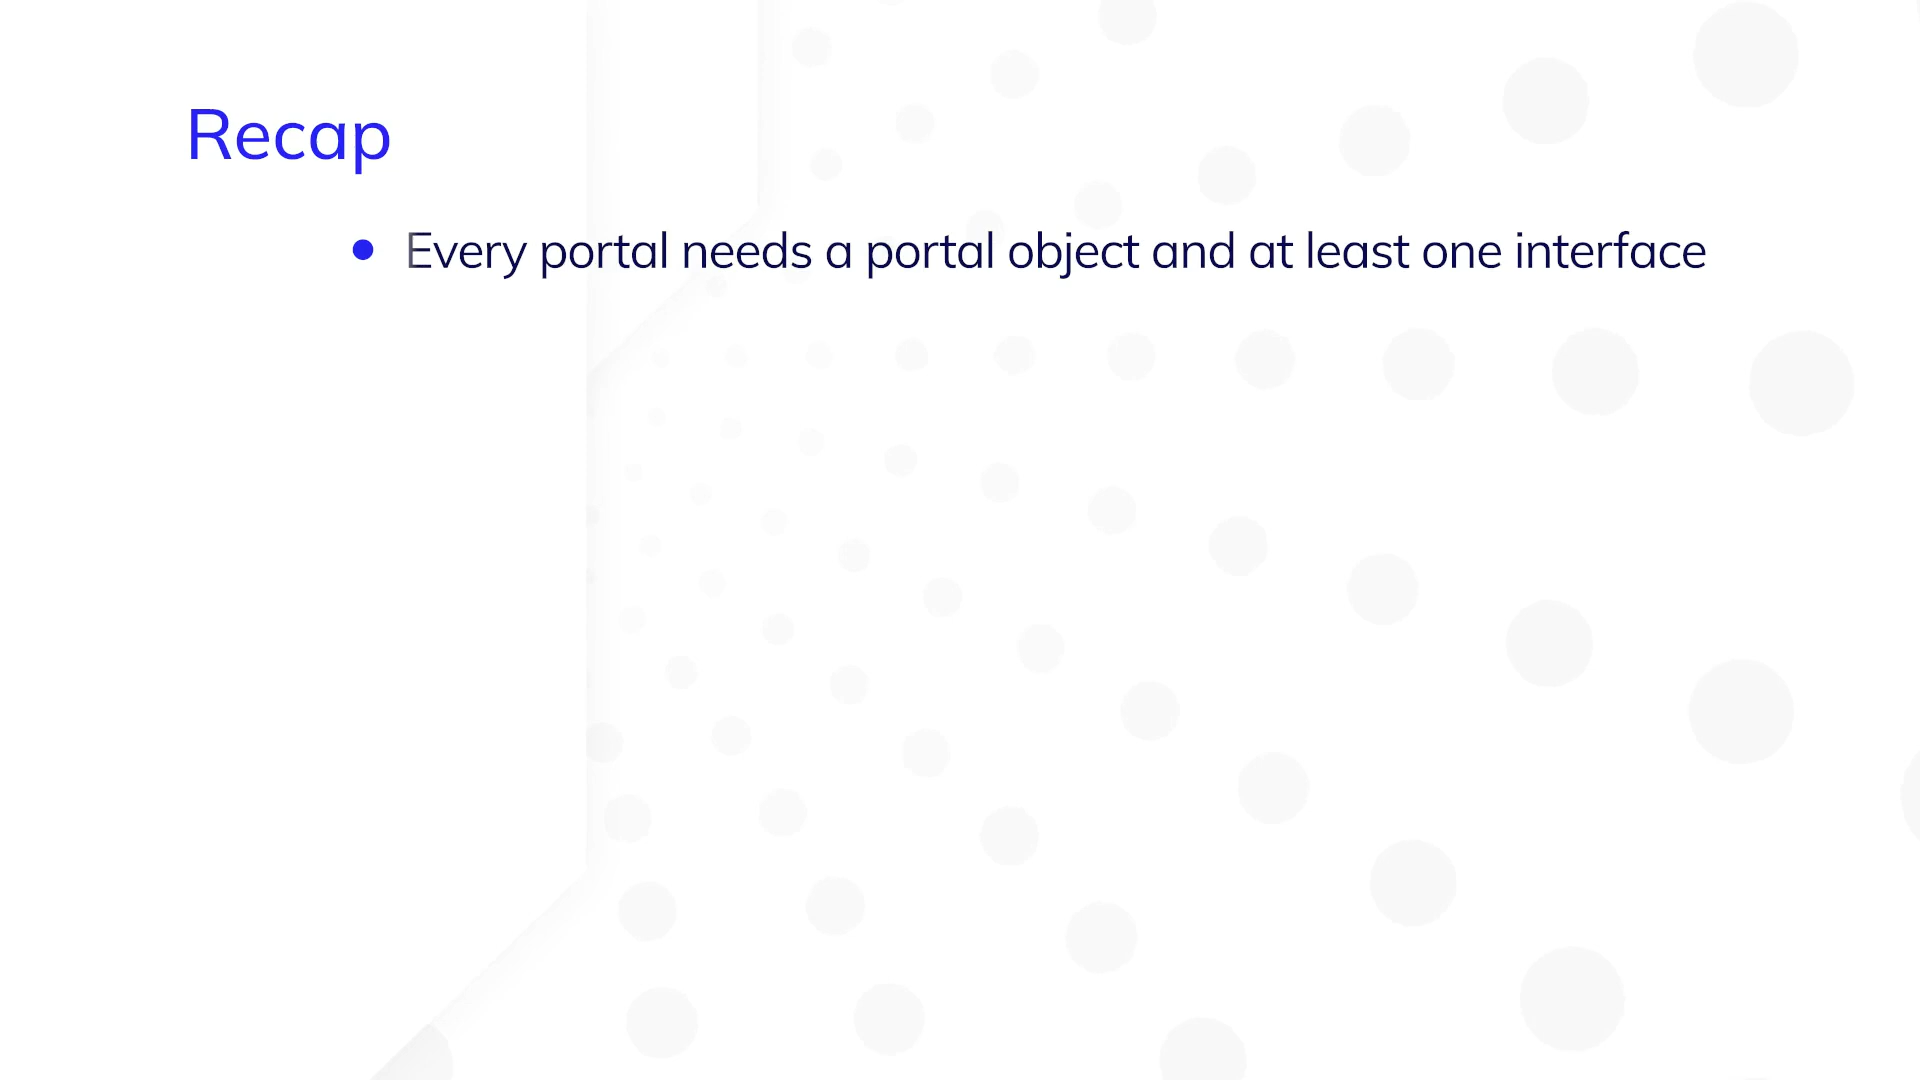 Recap
• Every portal needs a portal object and at least one interface